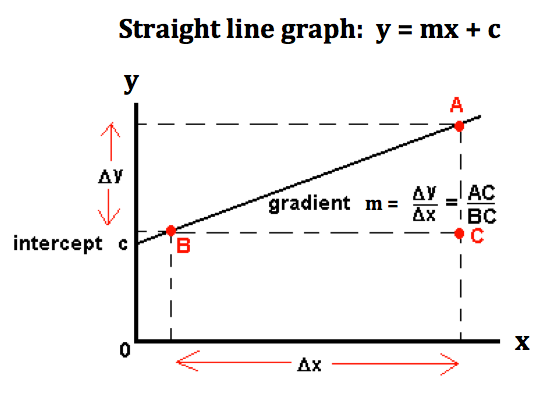 Straight line graph: y = mx + c
y
A
Δy
gradient m = Δy/Δx = AC/BC
intercept c
B
C
0
x
Δx